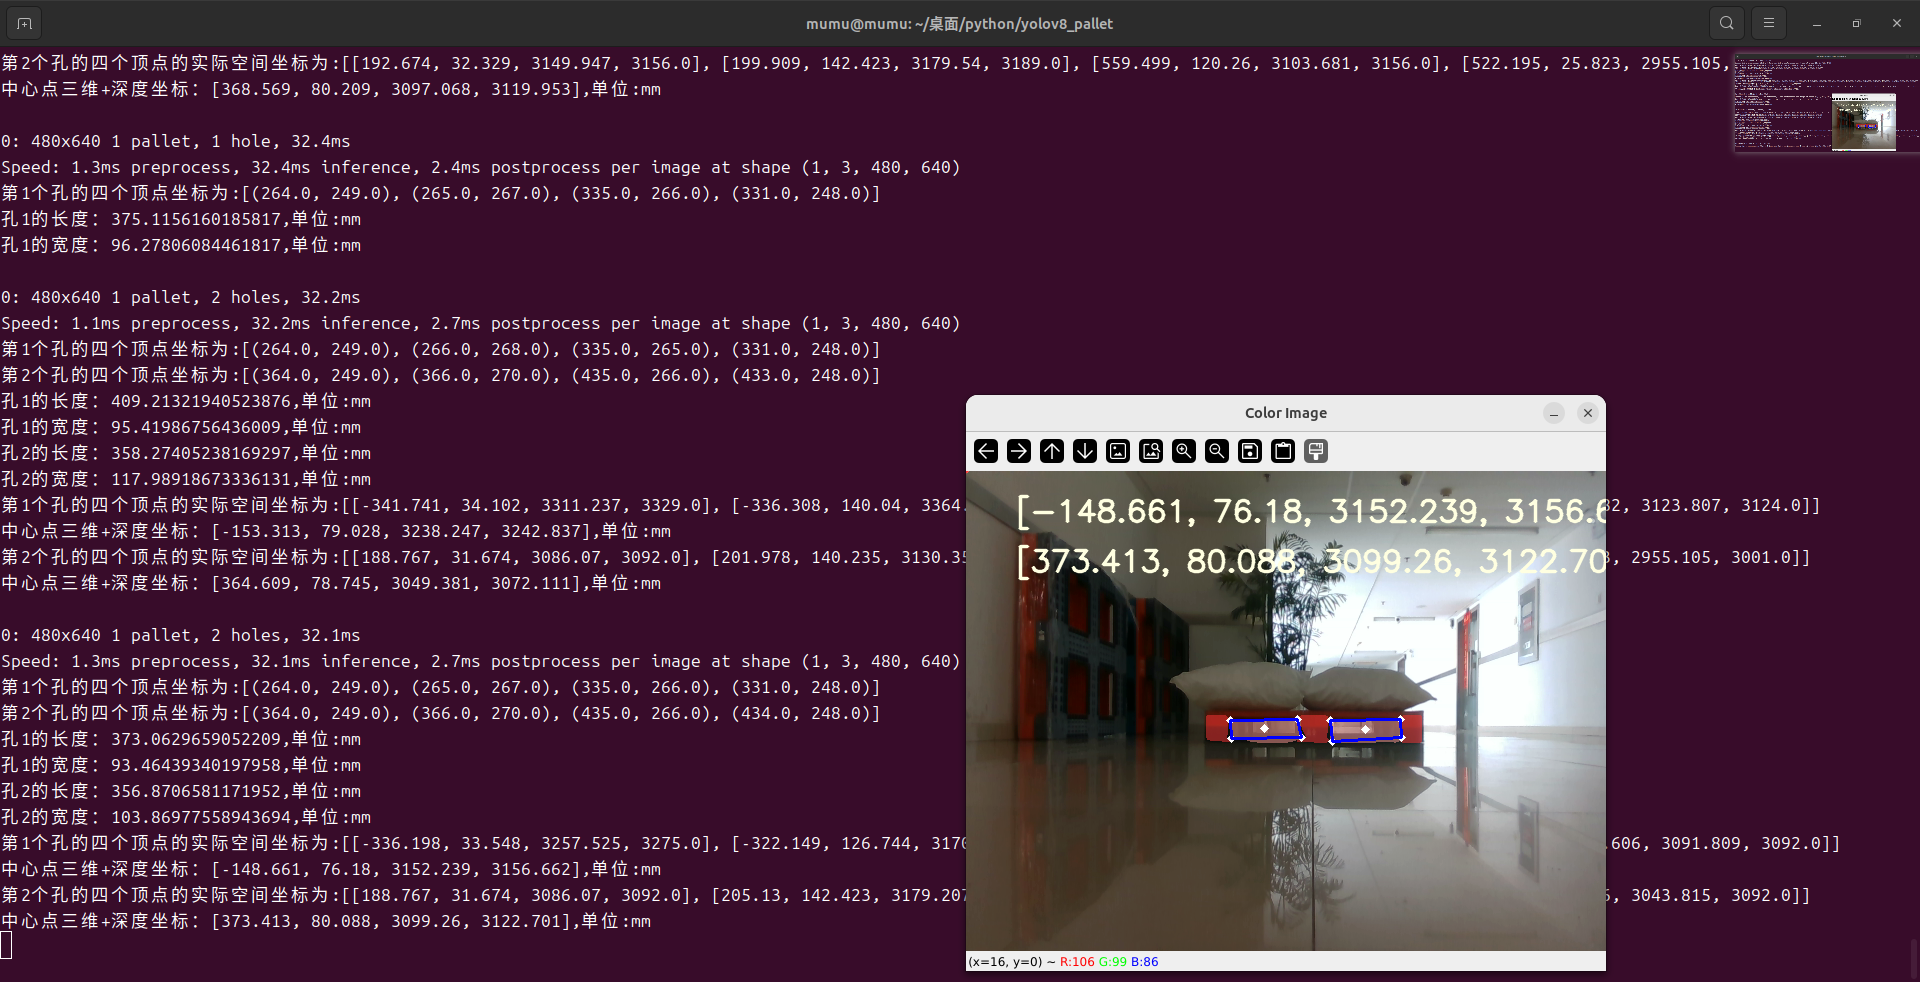 mumu@mumu: ~/桌面/python/yolov8_pallet
第2个孔的四个顶点的实际空间坐标为:[[192.674, 32.329, 3149.947, 3156.0], [199.909, 142.423, 3179.54, 3189.0], [559.499, 120.26, 3103.681, 3156.0], [522.195, 25.823, 2955.105,
中心点三维+深度坐标: [368.569, 80.209, 3097.068, 3119.953],单位:mm
0: 480x640 1 pallet, 1 hole, 32.4ms
Speed: 1.3ms preprocess, 32.4ms inference, 2.4ms postprocess per image at shape (1, 3, 480, 640)
第1个孔的四个顶点坐标为:[(264.0, 249.0), (265.0, 267.0), (335.0, 266.0), (331.0, 248.0)]
孔1的长度: 375.1156160185817,单位:mm
孔1的宽度: 96.27806084461817,单位:mm
0: 480x640 1 pallet, 2 holes, 32.2ms
Speed: 1.1ms preprocess, 32.2ms inference, 2.7ms postprocess per image at shape (1, 3, 480, 640)
第1个孔的四个顶点坐标为:[(264.0, 249.0), (266.0, 268.0), (335.0, 265.0), (331.0, 248.0)]
第2个孔的四个顶点坐标为:[(364.0, 249.0), (366.0, 270.0), (435.0, 266.0), (433.0, 248.0)]
孔1的长度: 409.21321940523876,单位:mm
孔1的宽度: 95.41986756436009,单位:mm
孔2的长度: 358.27405238169297,单位:mm
孔2的宽度: 117.98918673336131,单位:mm
第1个孔的四个顶点的实际空间坐标为:[[-341.741, 34.102, 3311.237, 3329.0], [-336.308, 140.04, 3364. 32, 3123.807, 3124.0]]
中心点三维+深度坐标: [-153.313, 79.028, 3238.247, 3242.837],单位:mm
第2个孔的四个顶点的实际空间坐标为:[[188.767, 31.674, 3086.07, 3092.0], [201.978, 140.235, 3130.35 , 2955.105, 3001.0]]
中心点三维+深度坐标: [364.609, 78.745, 3049.381, 3072.111],单位:mm
0: 480x640 1 pallet, 2 holes, 32.1ms
Speed: 1.3ms preprocess, 32.1ms inference, 2.7ms postprocess per image at shape (1, 3, 480, 640)
第1个孔的四个顶点坐标为:[(264.0, 249.0), (265.0, 267.0), (335.0, 266.0), (331.0, 248.0)]
第2个孔的四个顶点坐标为:[(364.0, 249.0), (366.0, 270.0), (435.0, 266.0), (434.0, 248.0)]
孔1的长度: 373.0629659052209,单位:mm
孔1的宽度: 93.46439340197958,单位:mm
孔2的长度: 356.8706581171952,单位:mm
孔2的宽度: 103.86977558943694,单位:mm
第1个孔的四个顶点的实际空间坐标为:[[-336.198, 33.548, 3257.525, 3275.0], [-322.149, 126.744, 3170 .606, 3091.809, 3092.0]]
中心点三维+深度坐标: [-148.661, 76.18, 3152.239, 3156.662],单位:mm
第2个孔的四个顶点的实际空间坐标为:[[188.767, 31.674, 3086.07, 3092.0], [205.13, 142.423, 3179.207 , 3043.815, 3092.0]]
中心点三维+深度坐标: [373.413, 80.088, 3099.26, 3122.701],单位:mm
Color Image
[-148.661, 76.18, 3152.239, 3156.6
[373.413, 80.088, 3099.26, 3122.70
(x=16, y=0) ~ R:106 G:99 B:86